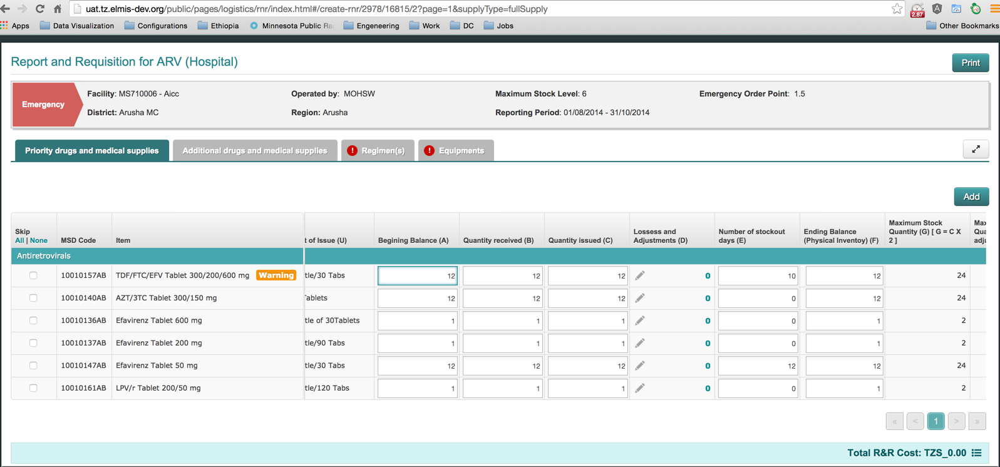 uat.tz.elmis-dev.org/public/pages/logistics/rnr/index.html#/create-rnr/2978/16815/2?page=1&supplyType=fullSupply
2.87
Apps Data Visualization Configurations Ethiopia Minnesota Public Ra Engeneering Work DC Jobs Other Bookmarks
Report and Requisition for ARV (Hospital)
Print
Emergency
Facility: MS710006 - Aicc Operated by: MOHSW Maximum Stock Level: 6 Emergency Order Point: 1.5
District: Arusha MC Region: Arusha Reporting Period: 01/08/2014 - 31/10/2014
Priority drugs and medical supplies Additional drugs and medical supplies ! Regimen(s) ! Equipments
Add
Skip
All | None
MSD Code
Item
t of Issue (U)
Begining Balance (A)
Quantity received (B)
Quantity issued (C)
Lossess and
Adjustments (D)
Number of stockout
days (E)
Ending Balance
(Physical Inventoy) (F)
Maximum Stock
Quantity (G) [ G = C X
2 ]
Max
Qua
adju
Antiretrovirals
10010157AB TDF/FTC/EFV Tablet 300/200/600 mg Warning tle/30 Tabs 12 12 12 0 10 12 24
10010140AB AZT/3TC Tablet 300/150 mg Tablets 12 12 12 0 0 12 24
10010136AB Efavirenz Tablet 600 mg tle of 30Tablets 1 1 1 0 0 1 2
10010137AB Efavirenz Tablet 200 mg tle/90 Tabs 1 1 1 0 0 1 2
10010147AB Efavirenz Tablet 50 mg tle/30 Tabs 12 12 12 0 12 12 24
10010161AB LPV/r Tablet 200/50 mg tle/120 Tabs 1 1 1 0 0 1 2
« < 1 > »
Total R&R Cost: TZS_0.00